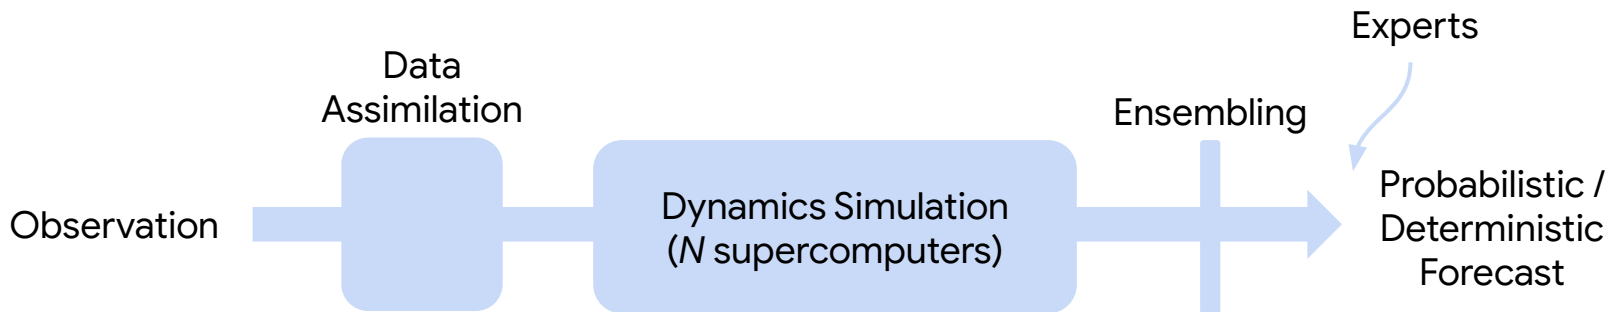 Observation
Data
Assimilation
Dynamics Simulation
(N supercomputers)
Ensembling
Experts
Probabilistic /
Deterministic
Forecast